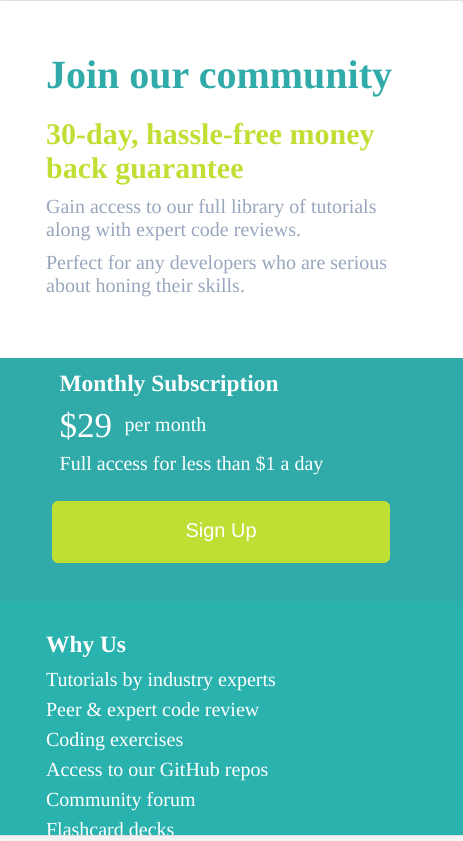 Join our community
30-day, hassle-free money
back guarantee
Gain access to our full library of tutorials
along with expert code reviews.
Perfect for any developers who are serious
about honing their skills.
Monthly Subscription
$29 per month
Full access for less than $1 a day
Sign Up
Why Us
Tutorials by industry experts
Peer & expert code review
Coding exercises
Access to our GitHub repos
Community forum
Flashcard decks